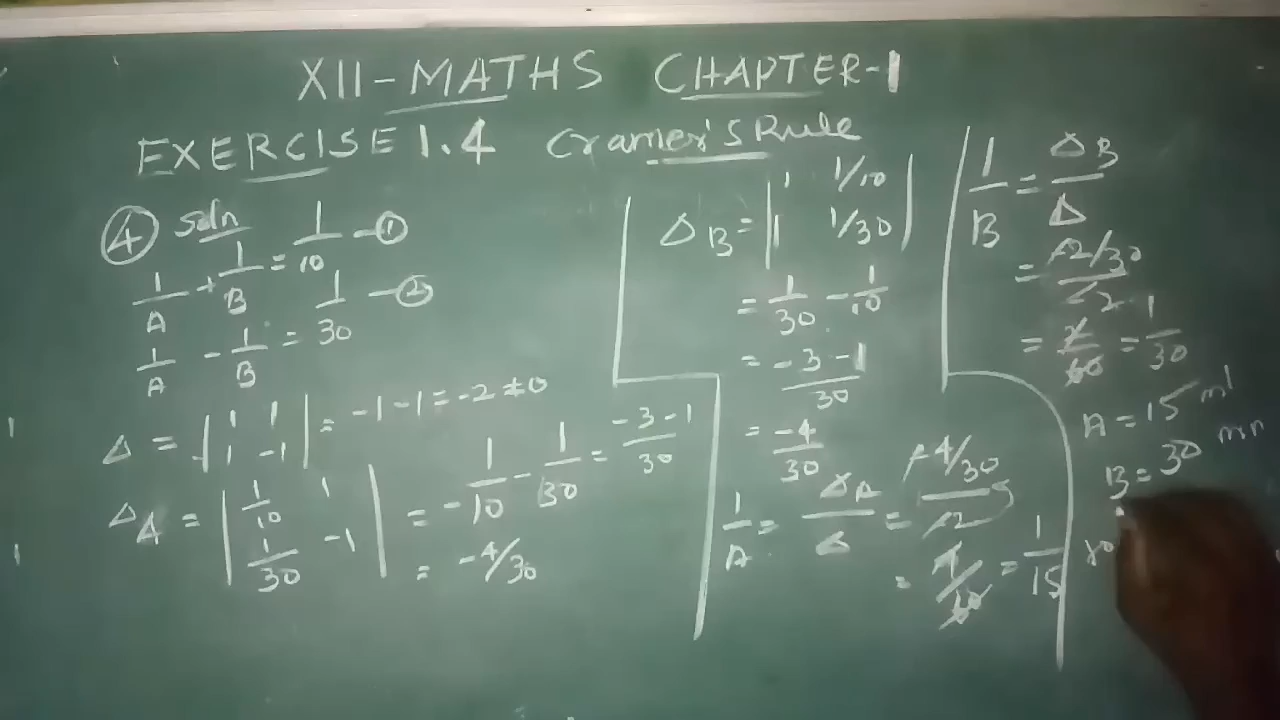 XII - MATHS CHAPTER-1
EXERCISE 1.4 Cramer's Rule
④ Soln
1/A + 1/B = 1/10 - ①
1/A - 1/B = 1/30 - ②
Δ = |1 1; 1 -1| = -1 -1 = -2 ≠ 0
Δ A = |1/10 1; 1/30 -1| = -1/10 - 1/30 = -3 -1/30
= -4/30
Δ B = |1 1/10; 1 1/30|
= 1/30 - 1/10
= -3 -1/30
= -4/30
1/A = ΔA/Δ = -4/30/-2
= 4/60 = 1/15
1/B = ΔB/Δ
= -2/30/-2
= 2/60 = 1/30
A = 15 m
B = 30 min